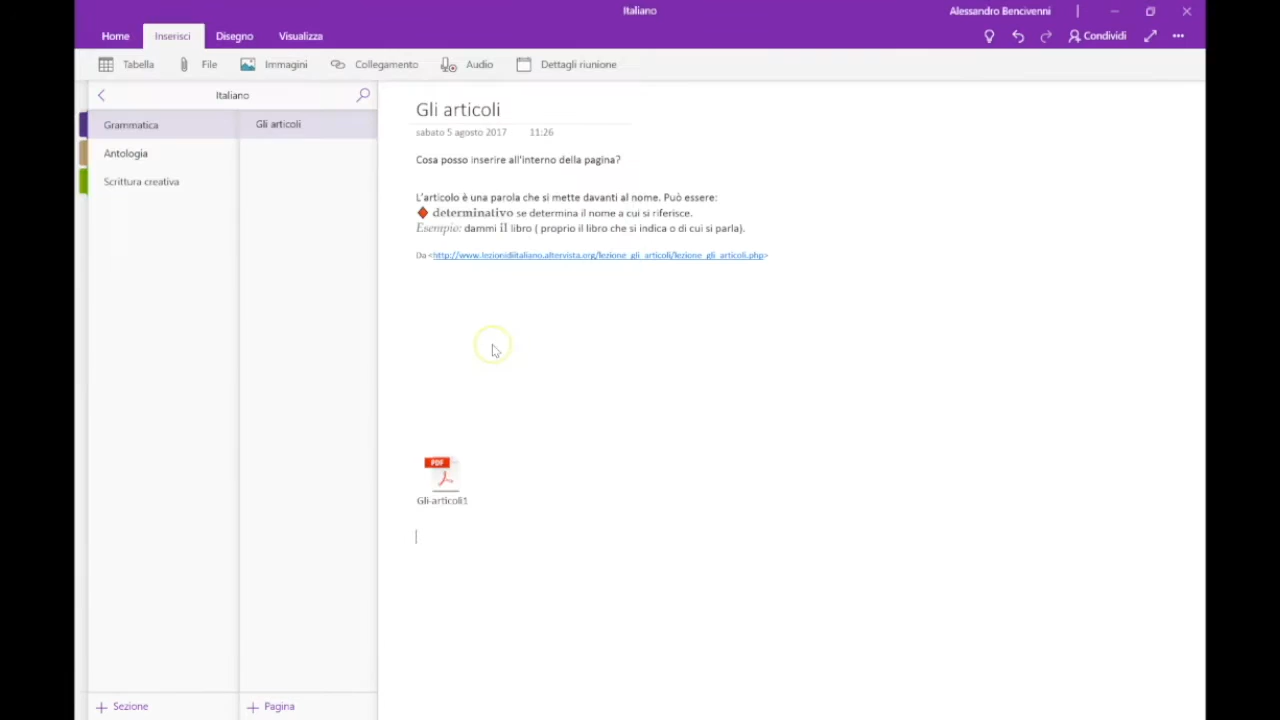 Italiano
Alessandro Bencivenni
Home
Inserisci
Disegno
Visualizza
Condividi
Tabella
File
Immagini
Collegamento
Audio
Dettagli riunione
Italiano
Grammatica
Antologia
Scrittura creativa
Gli articoli
Gli articoli
sabato 5 agosto 2017 11:26
Cosa posso inserire all'interno della pagina?
L'articolo è una parola che si mette davanti al nome. Può essere:
determinativo se determina il nome a cui si riferisce.
Esempio: dammi il libro ( proprio il libro che si indica o di cui si parla).
Da <http://www.lezionidiitaliano.altervista.org/lezione_gli_articoli/lezione_gli_articoli.php>
PDF
Gli-articoli1
+ Sezione
+ Pagina